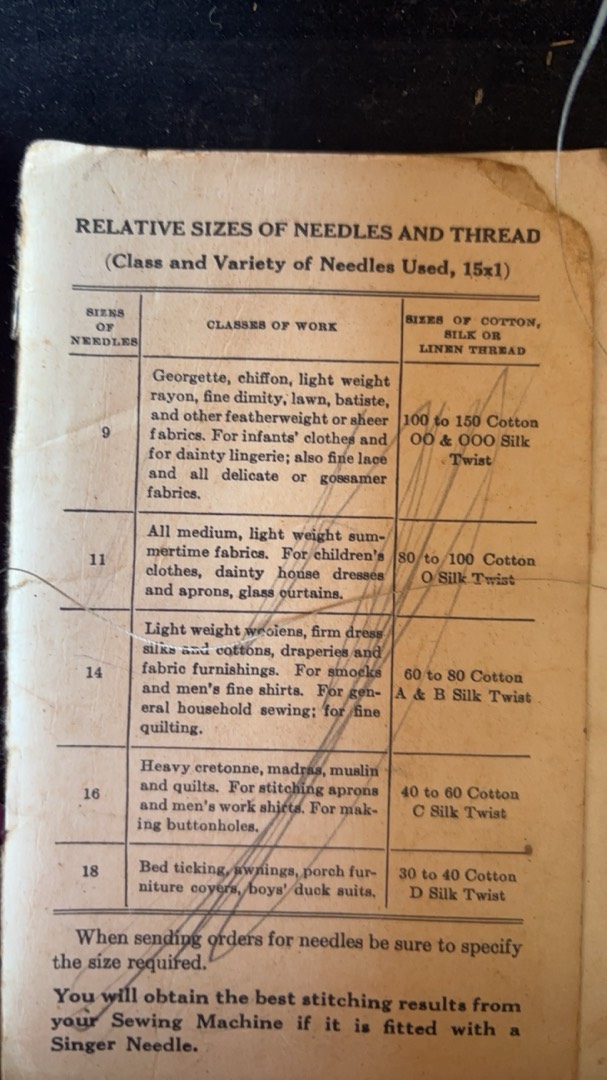 RELATIVE SIZES OF NEEDLES AND THREAD
(Class and Variety of Needles Used, 15x1)
SIZES
OF
NEEDLES
CLASSES OF WORK
SIZES OF COTTON,
SILK OR
LINEN THREAD
9
Georgette, chiffon, light weight
rayon, fine dimity, lawn, batiste,
and other featherweight or sheer
fabrics. For infants' clothes and
for dainty lingerie; also fine lace
and all delicate or gossamer
fabrics.
100 to 150 Cotton
OO & OOO Silk
Twist
11
All medium, light weight sum-
mertime fabrics. For children's
clothes, dainty house dresses
and aprons, glass curtains.
80 to 100 Cotton
O Silk Twist
14
Light weight woolens, firm dress
silks and cottons, draperies and
fabric furnishings. For smocks
and men's fine shirts. For gen-
eral household sewing; for fine
quilting.
60 to 80 Cotton
A & B Silk Twist
16
Heavy cretonne, madras, muslin
and quilts. For stitching aprons
and men's work shirts. For mak-
ing buttonholes.
40 to 60 Cotton
C Silk Twist
18
Bed ticking, awnings, porch fur-
niture covers, boys' duck suits.
30 to 40 Cotton
D Silk Twist
When sending orders for needles be sure to specify
the size required.
You will obtain the best stitching results from
your Sewing Machine if it is fitted with a
Singer Needle.